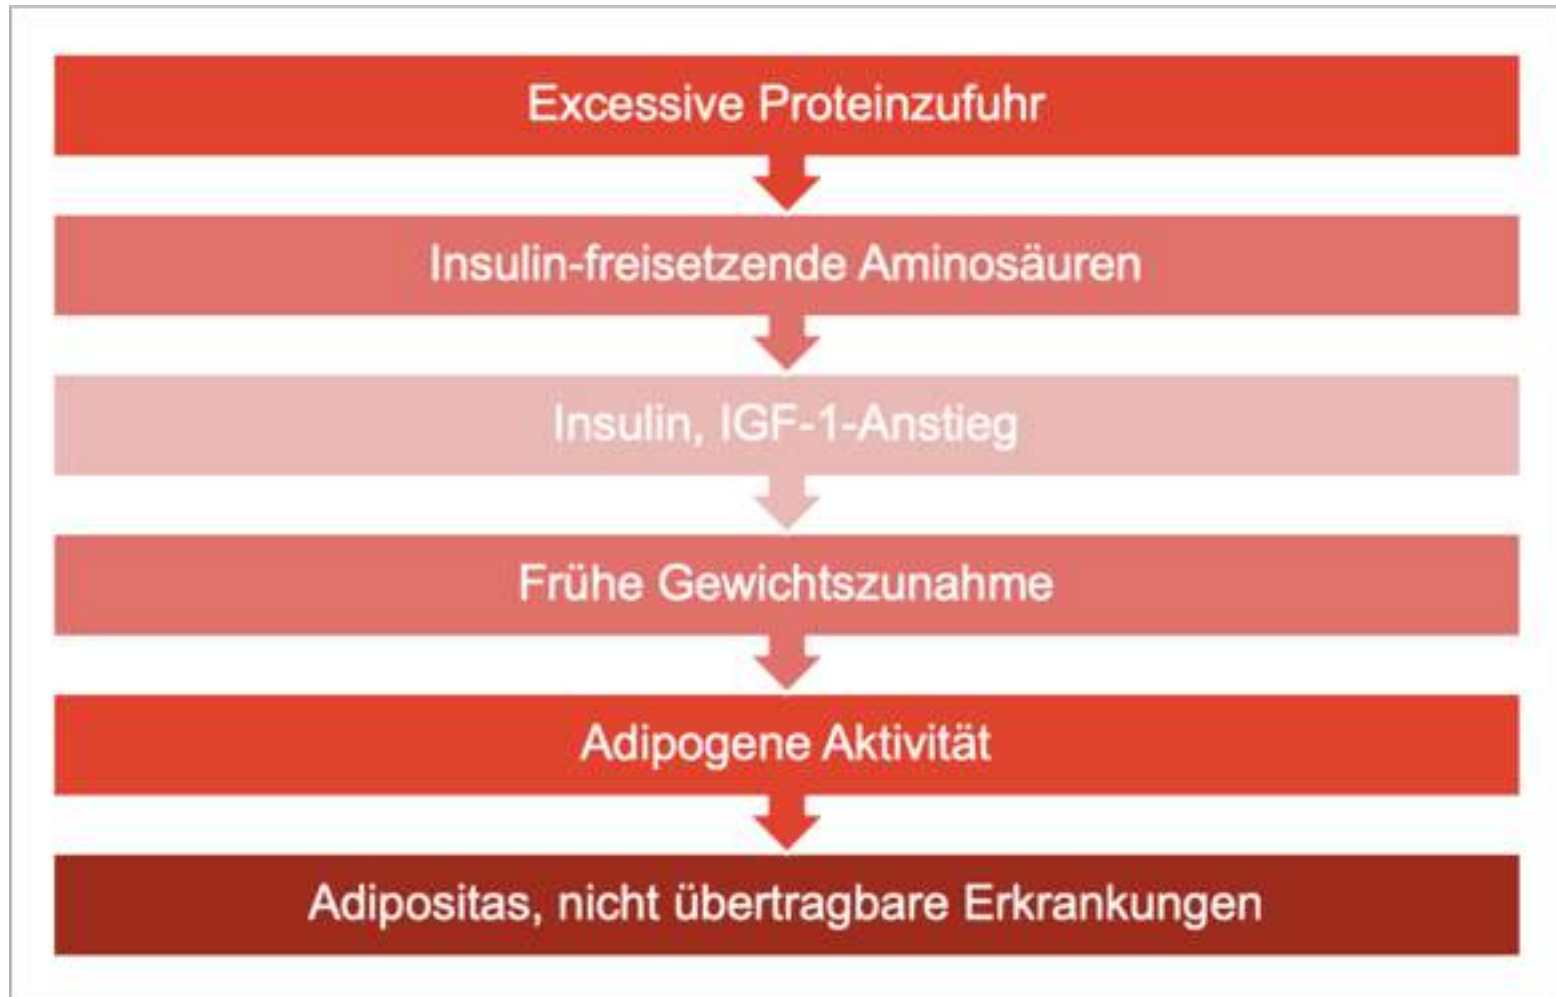 Excessive Proteinzufuhr
Insulin-freisetzende Aminosäuren
Insulin, IGF-1-Anstieg
Frühe Gewichtszunahme
Adipogene Aktivität
Adipositas, nicht übertragbare Erkrankungen